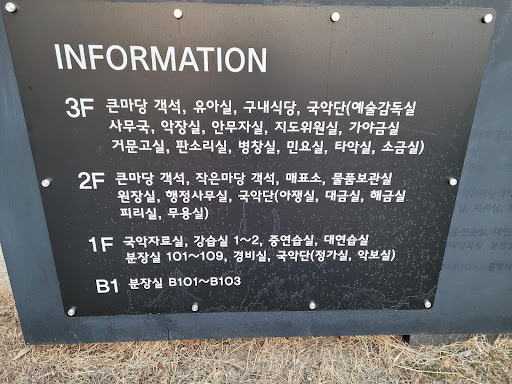 INFORMATION
3F 큰마당 객석, 유아실, 구내식당, 국악단(예술감독실
사무국, 악장실, 안무자실, 지도위원실, 가야금실
거문고실, 판소리실, 병창실, 민요실, 타악실, 소금실)
2F 큰마당 객석, 작은마당 객석, 매표소, 물품보관실
원장실, 행정사무실, 국악단(아쟁실, 대금실, 해금실
피리실, 무용실)
1F 국악자료실, 강습실 1~2, 중연습실, 대연습실
분장실 101~109, 경비실, 국악단(정가실, 악보실)
B1 분장실 B101~B103